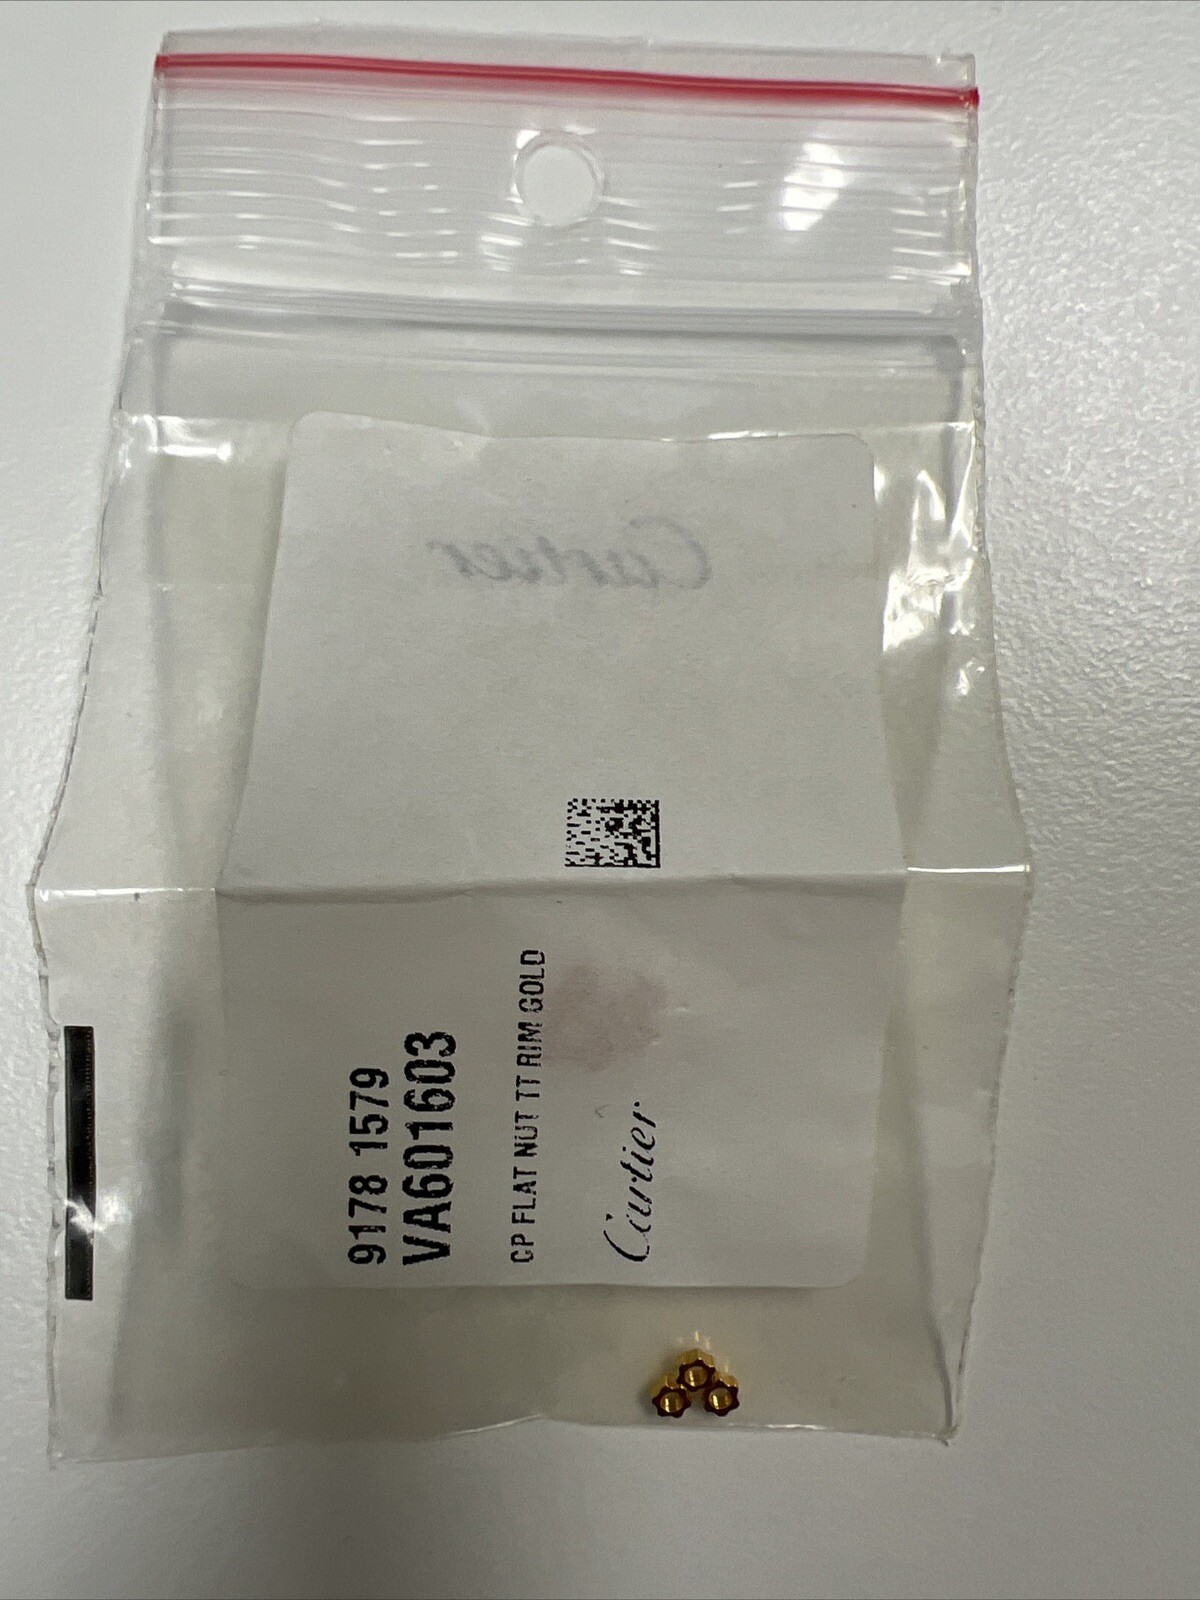 Cartier
9178 1579
VA601603
CP FLAT NUT TT RIM GOLD
Cartier